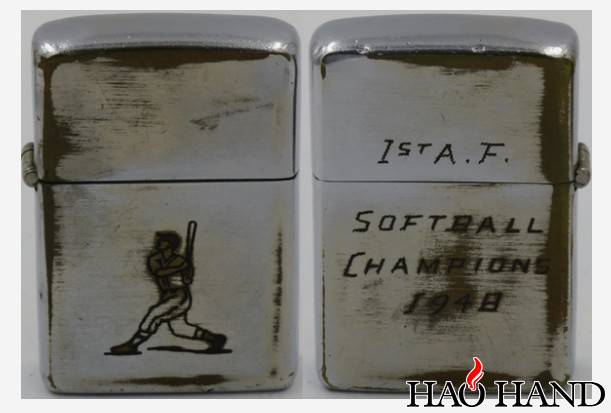 1ST A.F.
SOFTBALL
CHAMPIONS
1948
HAO HAND